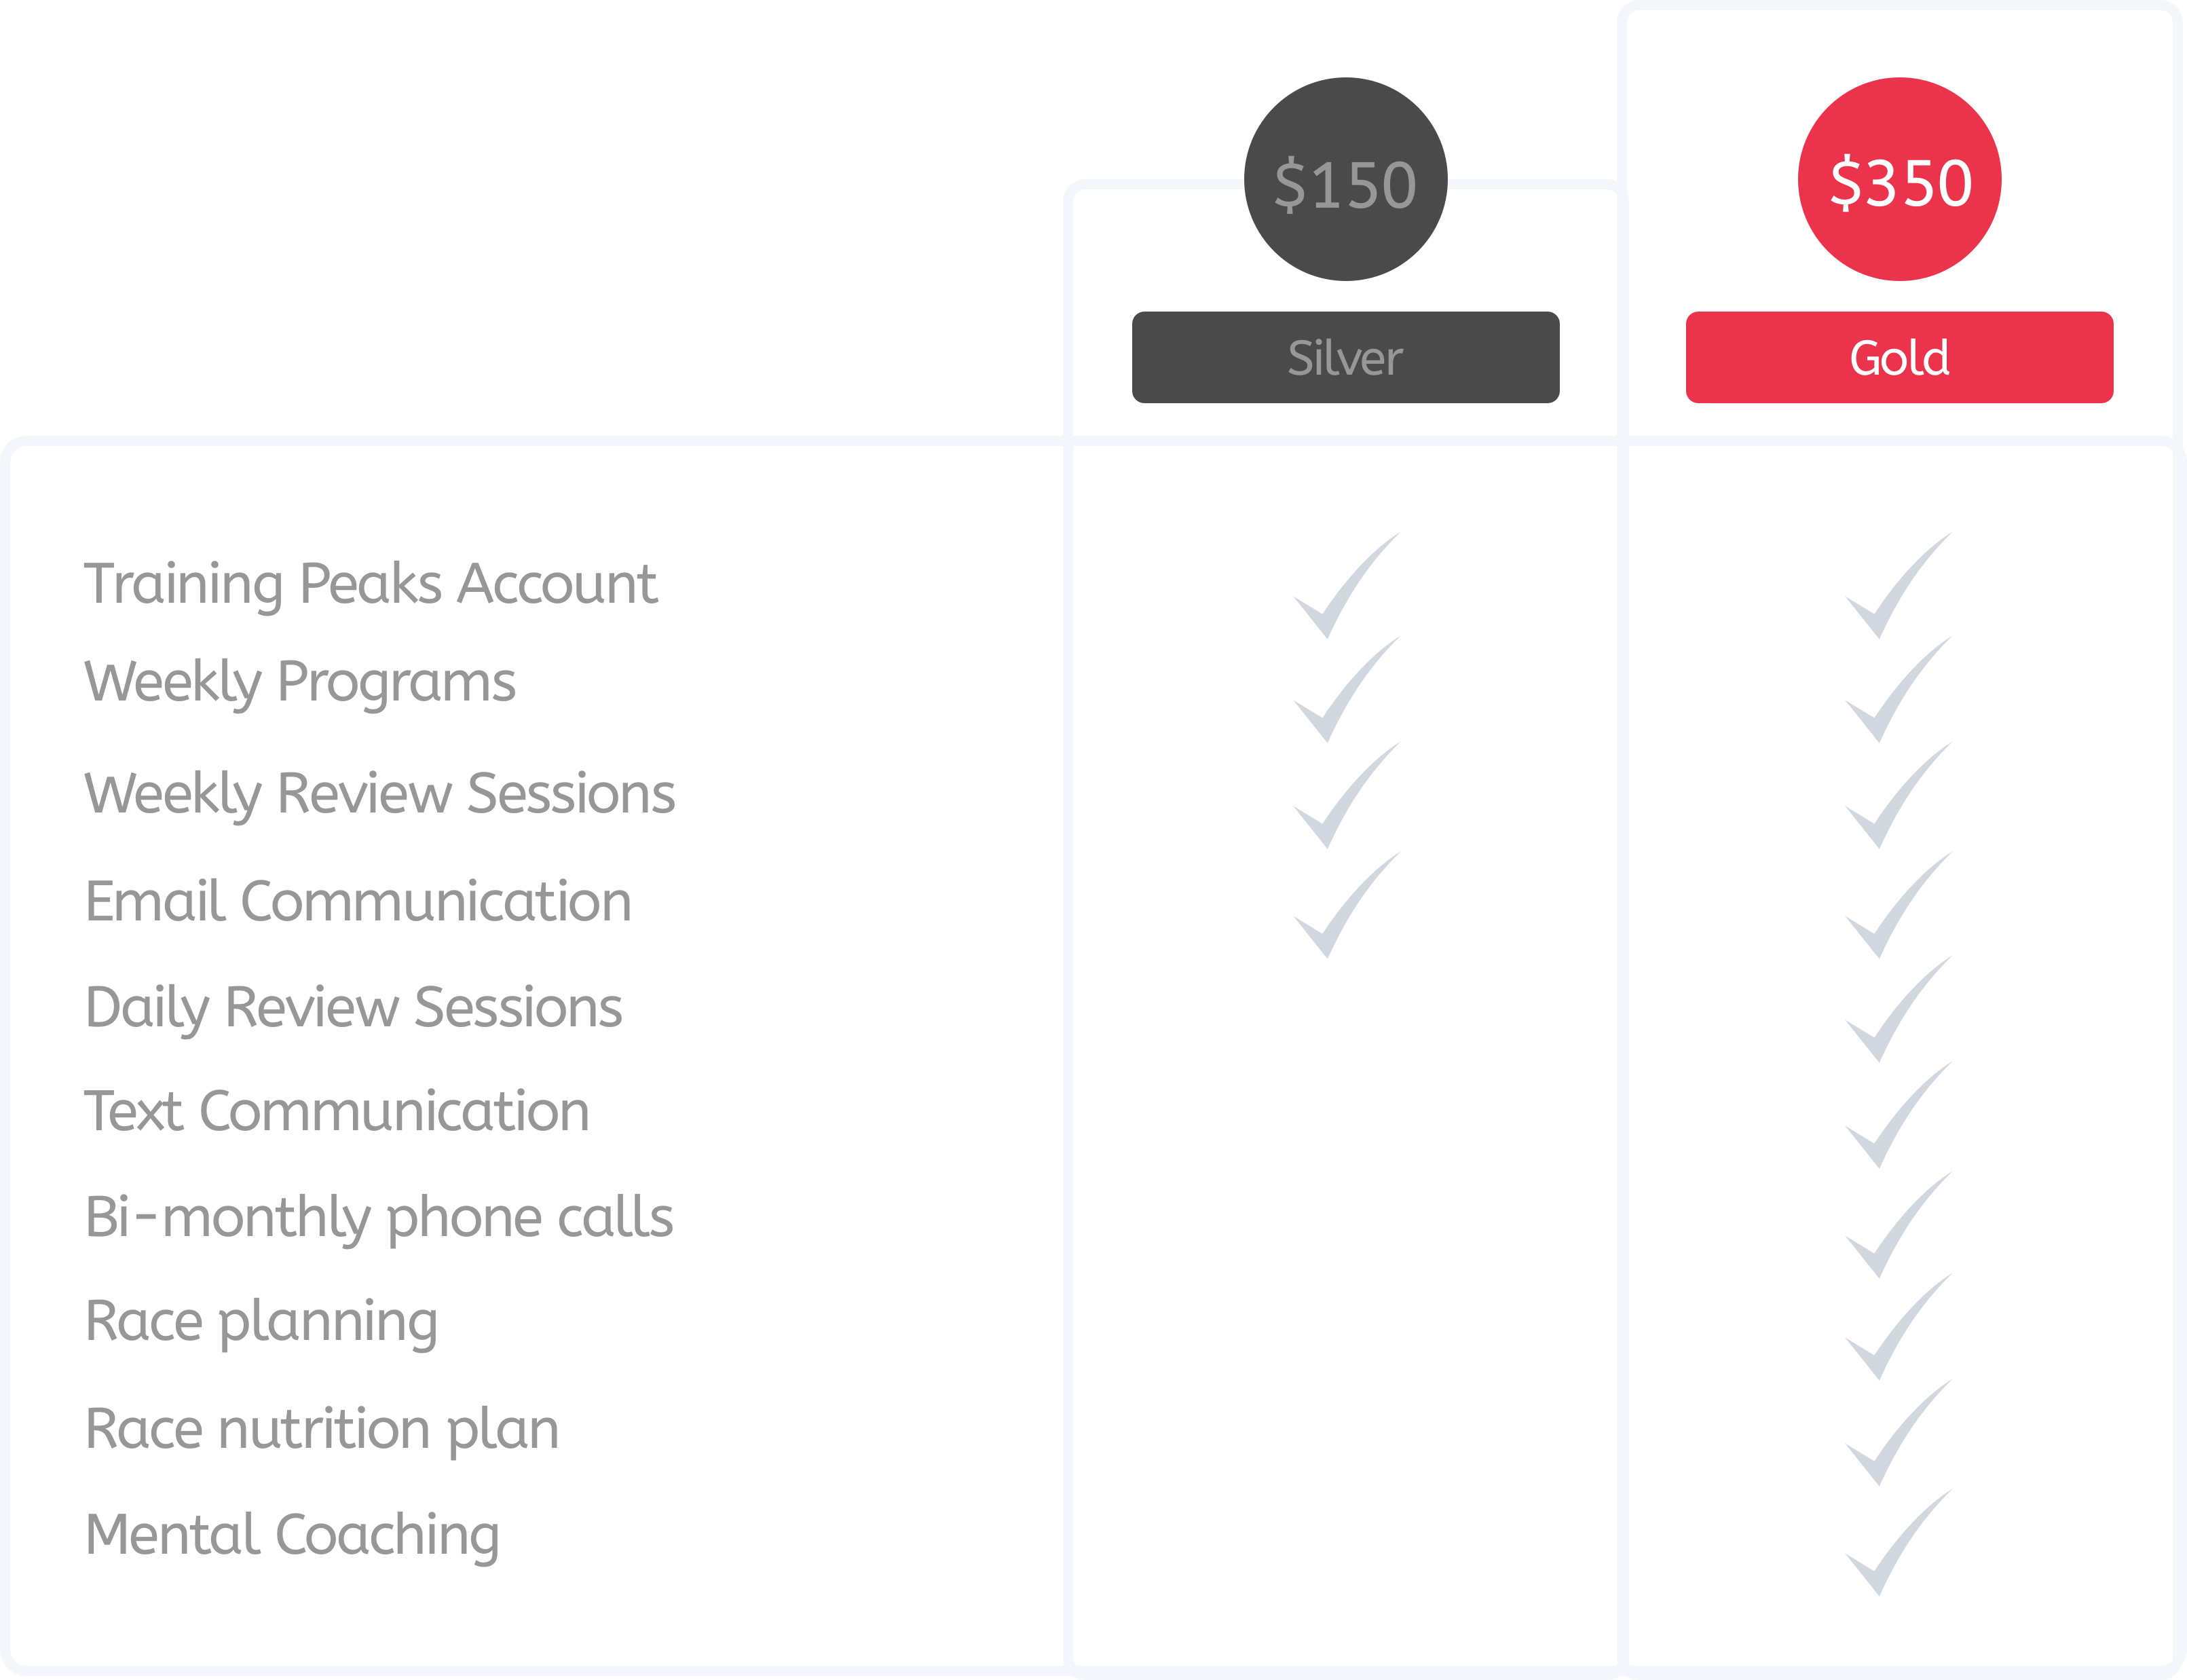 $150
$350
Silver
Gold
Training Peaks Account
Weekly Programs
Weekly Review Sessions
Email Communication
Daily Review Sessions
Text Communication
Bi-monthly phone calls
Race planning
Race nutrition plan
Mental Coaching